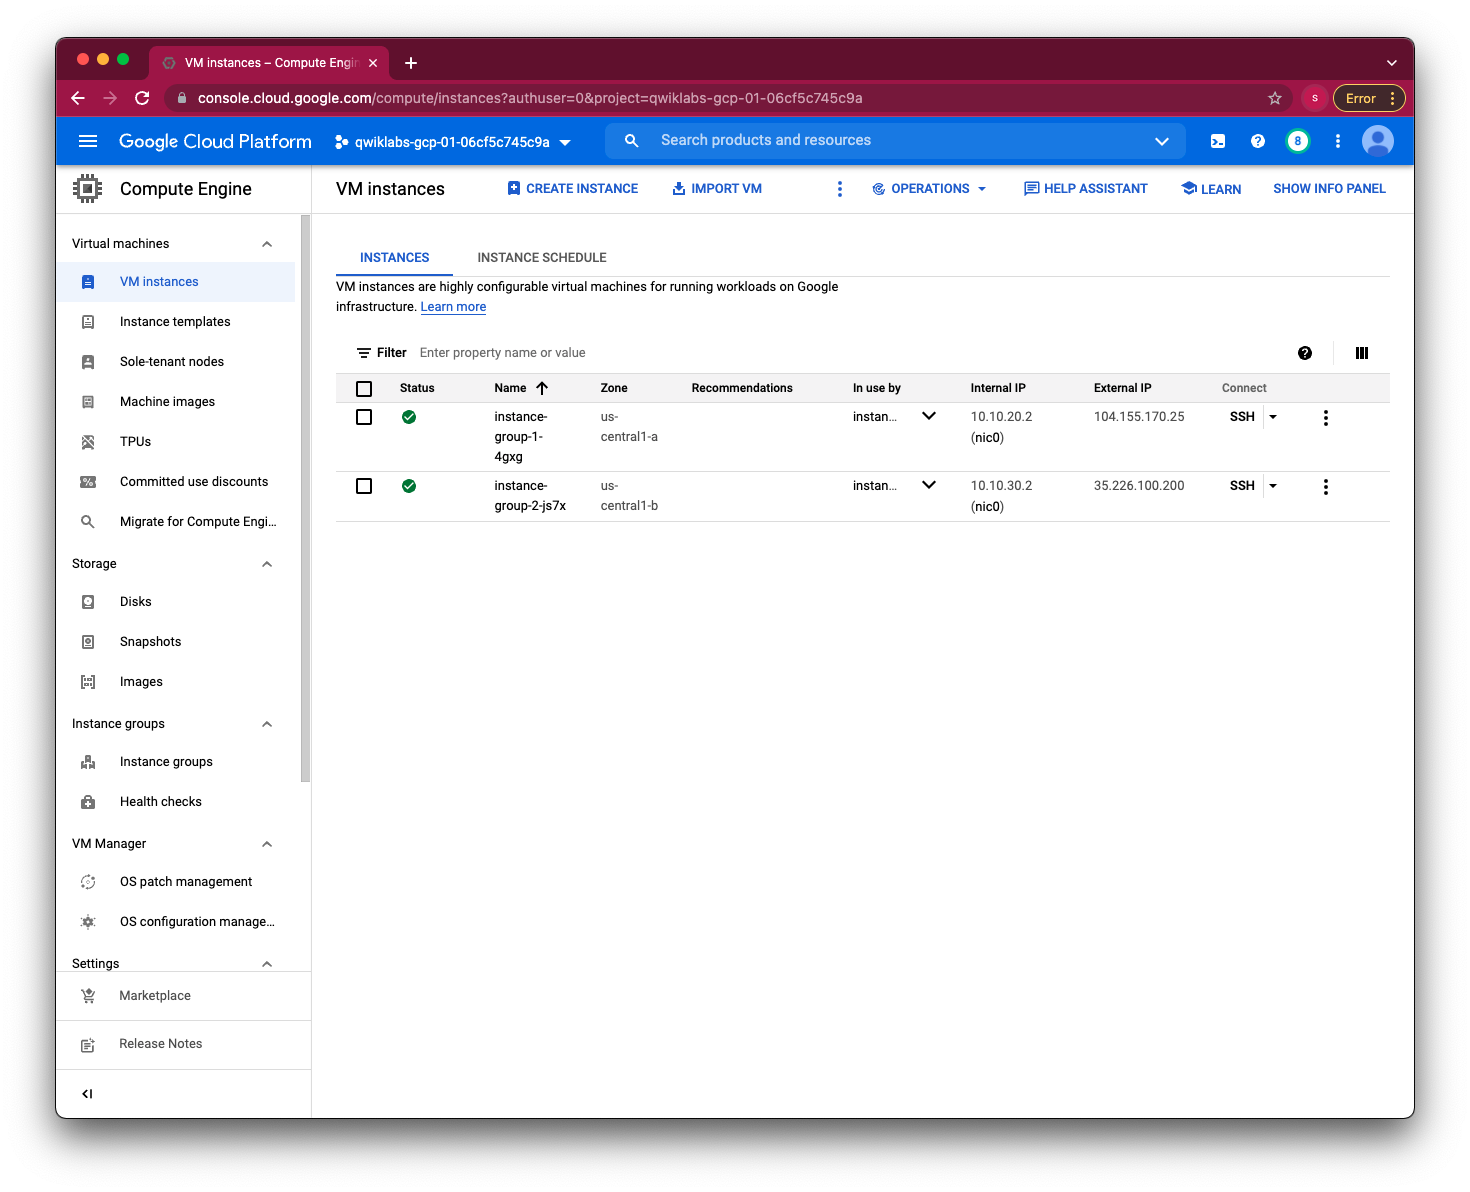 VM instances – Compute Engin
console.cloud.google.com/compute/instances?authuser=0&project=qwiklabs-gcp-01-06cf5c745c9a
s
Error
Google Cloud Platform
qwiklabs-gcp-01-06cf5c745c9a
Search products and resources
8
Compute Engine
VM instances
CREATE INSTANCE
IMPORT VM
OPERATIONS
HELP ASSISTANT
LEARN
SHOW INFO PANEL
Virtual machines
VM instances
Instance templates
Sole-tenant nodes
Machine images
TPUs
Committed use discounts
Migrate for Compute Engi...
Storage
Disks
Snapshots
Images
Instance groups
Instance groups
Health checks
VM Manager
OS patch management
OS configuration manage...
Settings
Marketplace
Release Notes
INSTANCES
INSTANCE SCHEDULE
VM instances are highly configurable virtual machines for running workloads on Google
infrastructure. Learn more
Filter Enter property name or value
Status Name Zone Recommendations In use by Internal IP External IP Connect
instance- us- instan... 10.10.20.2 104.155.170.25 SSH
group-1- central1-a (nic0)
4gxg
instance- us- instan... 10.10.30.2 35.226.100.200 SSH
group-2-js7x central1-b (nic0)